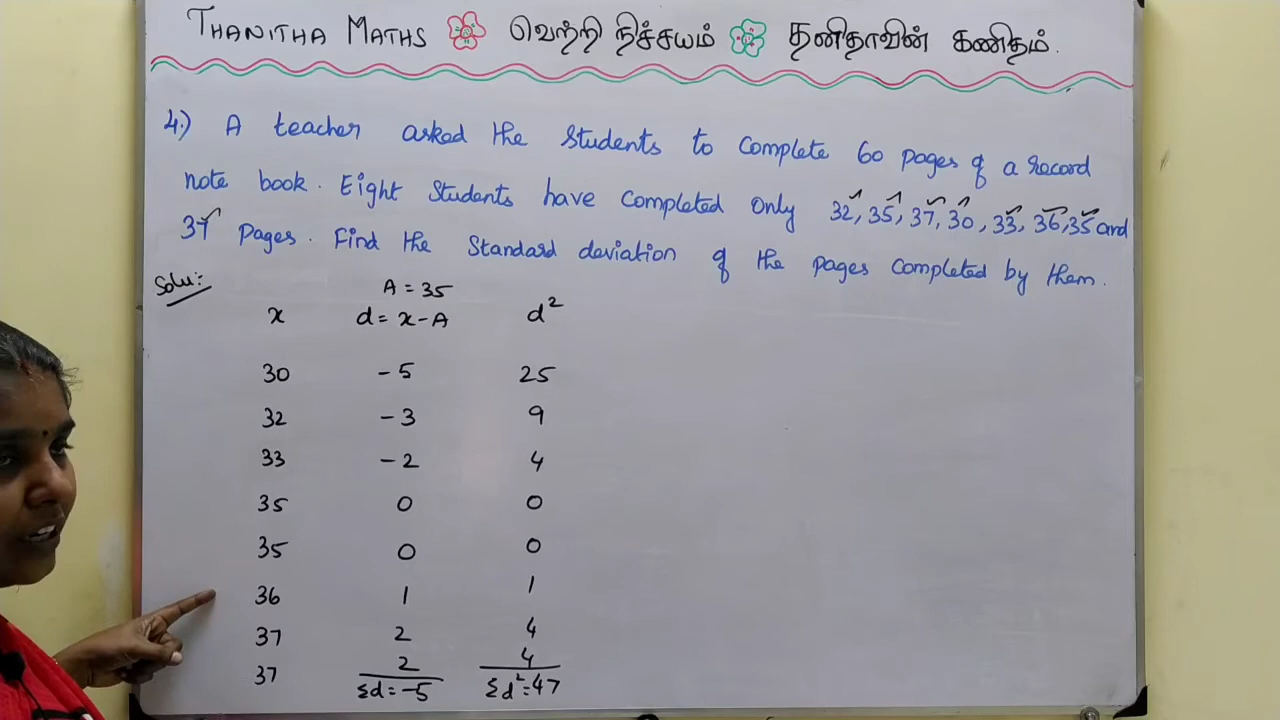 THANITHA MATHS வெற்றி நிச்சயம் தனிதாவின் கணிதம்.
4.) A teacher asked the students to complete 60 pages of a record
note book. Eight students have completed only 32, 35, 37, 30, 33, 36, 35 and
37 pages. Find the standard deviation of the pages completed by them.
Solu:-
A = 35
x d = x - A d²
30 -5 25
32 -3 9
33 -2 4
35 0 0
35 0 0
36 1 1
37 2 4
37 2 4
Σd = -5 Σd² = 47